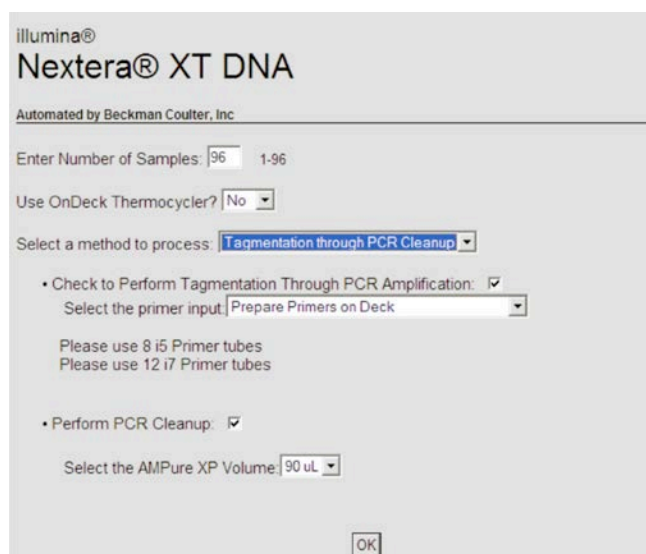 illumina®
Nextera® XT DNA
Automated by Beckman Coulter, Inc
Enter Number of Samples: 96 1-96
Use OnDeck Thermocycler? No
Select a method to process: Tagmentation through PCR Cleanup
• Check to Perform Tagmentation Through PCR Amplification:
Select the primer input: Prepare Primers on Deck
Please use 8 i5 Primer tubes
Please use 12 i7 Primer tubes
• Perform PCR Cleanup:
Select the AMPure XP Volume: 90 uL
OK